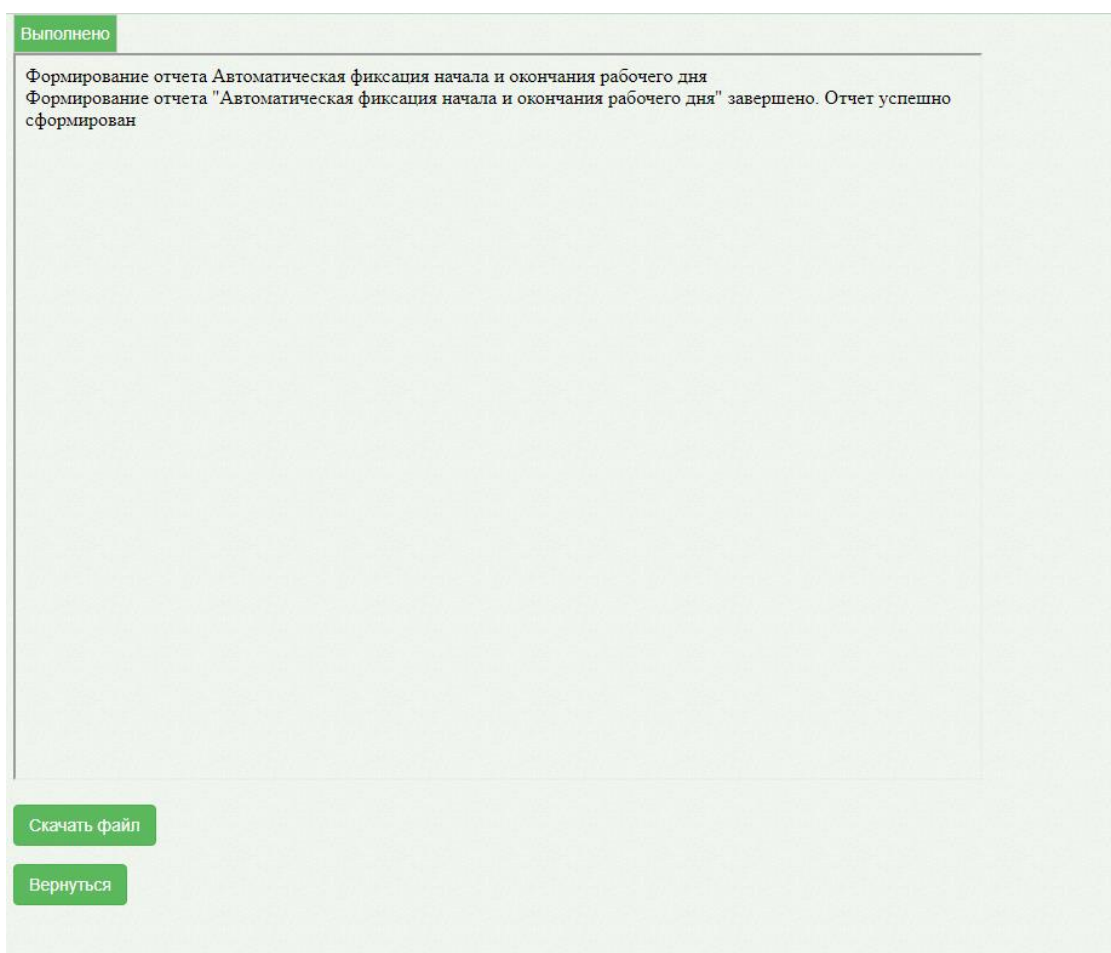 Выполнено
Формирование отчета Автоматическая фиксация начала и окончания рабочего дня
Формирование отчета "Автоматическая фиксация начала и окончания рабочего дня" завершено. Отчет успешно
сформирован
Скачать файл
Вернуться